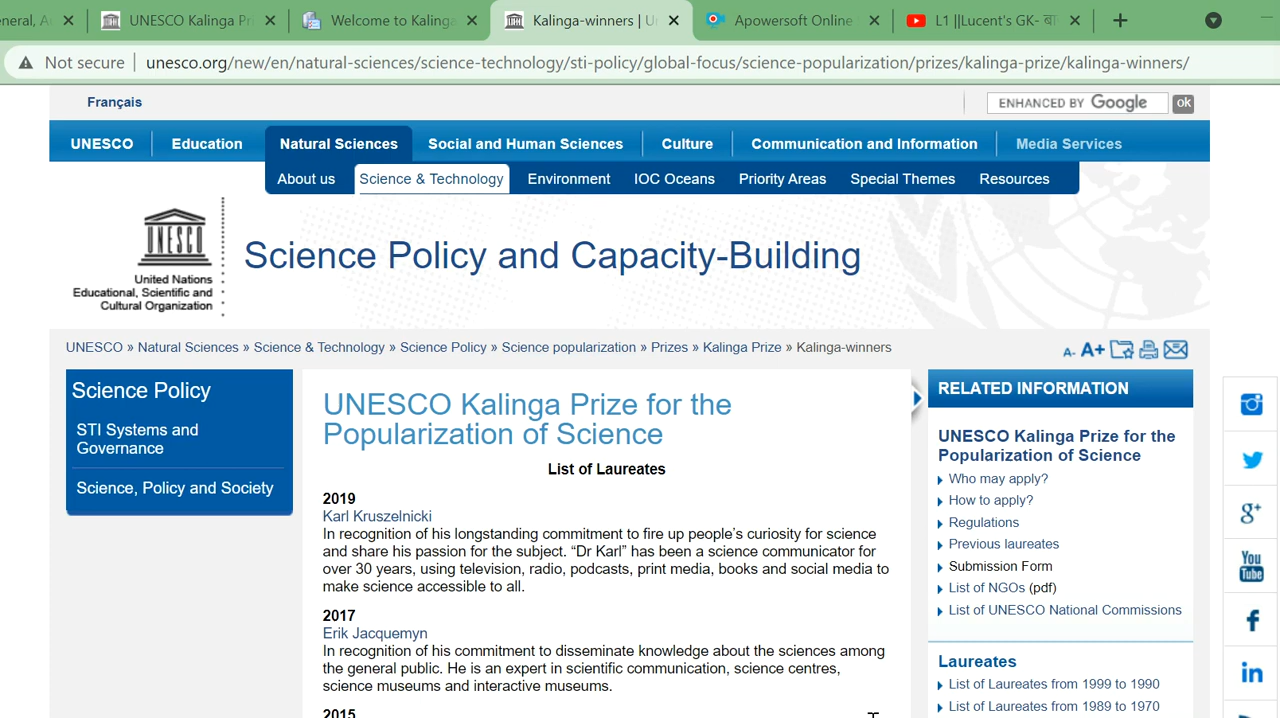 eneral, A
UNESCO Kalinga Pri
Welcome to Kalinga
Kalinga-winners | U
Apowersoft Online
L1 ||Lucent's GK- बा
Not secure
unesco.org/new/en/natural-sciences/science-technology/sti-policy/global-focus/science-popularization/prizes/kalinga-prize/kalinga-winners/
Français
ENHANCED BY Google
ok
UNESCO
Education
Natural Sciences
Social and Human Sciences
Culture
Communication and Information
Media Services
About us
Science & Technology
Environment
IOC Oceans
Priority Areas
Special Themes
Resources
UNESCO
United Nations
Educational, Scientific and
Cultural Organization
Science Policy and Capacity-Building
UNESCO » Natural Sciences » Science & Technology » Science Policy » Science popularization » Prizes » Kalinga Prize » Kalinga-winners
A- A+
Science Policy
STI Systems and
Governance
Science, Policy and Society
UNESCO Kalinga Prize for the
Popularization of Science
List of Laureates
2019
Karl Kruszelnicki
In recognition of his longstanding commitment to fire up people’s curiosity for science
and share his passion for the subject. “Dr Karl” has been a science communicator for
over 30 years, using television, radio, podcasts, print media, books and social media to
make science accessible to all.
2017
Erik Jacquemyn
In recognition of his commitment to disseminate knowledge about the sciences among
the general public. He is an expert in scientific communication, science centres,
science museums and interactive museums.
2015
RELATED INFORMATION
UNESCO Kalinga Prize for the
Popularization of Science
Who may apply?
How to apply?
Regulations
Previous laureates
Submission Form
List of NGOs (pdf)
List of UNESCO National Commissions
Laureates
List of Laureates from 1999 to 1990
List of Laureates from 1989 to 1970
g+
You
Tube
f
in